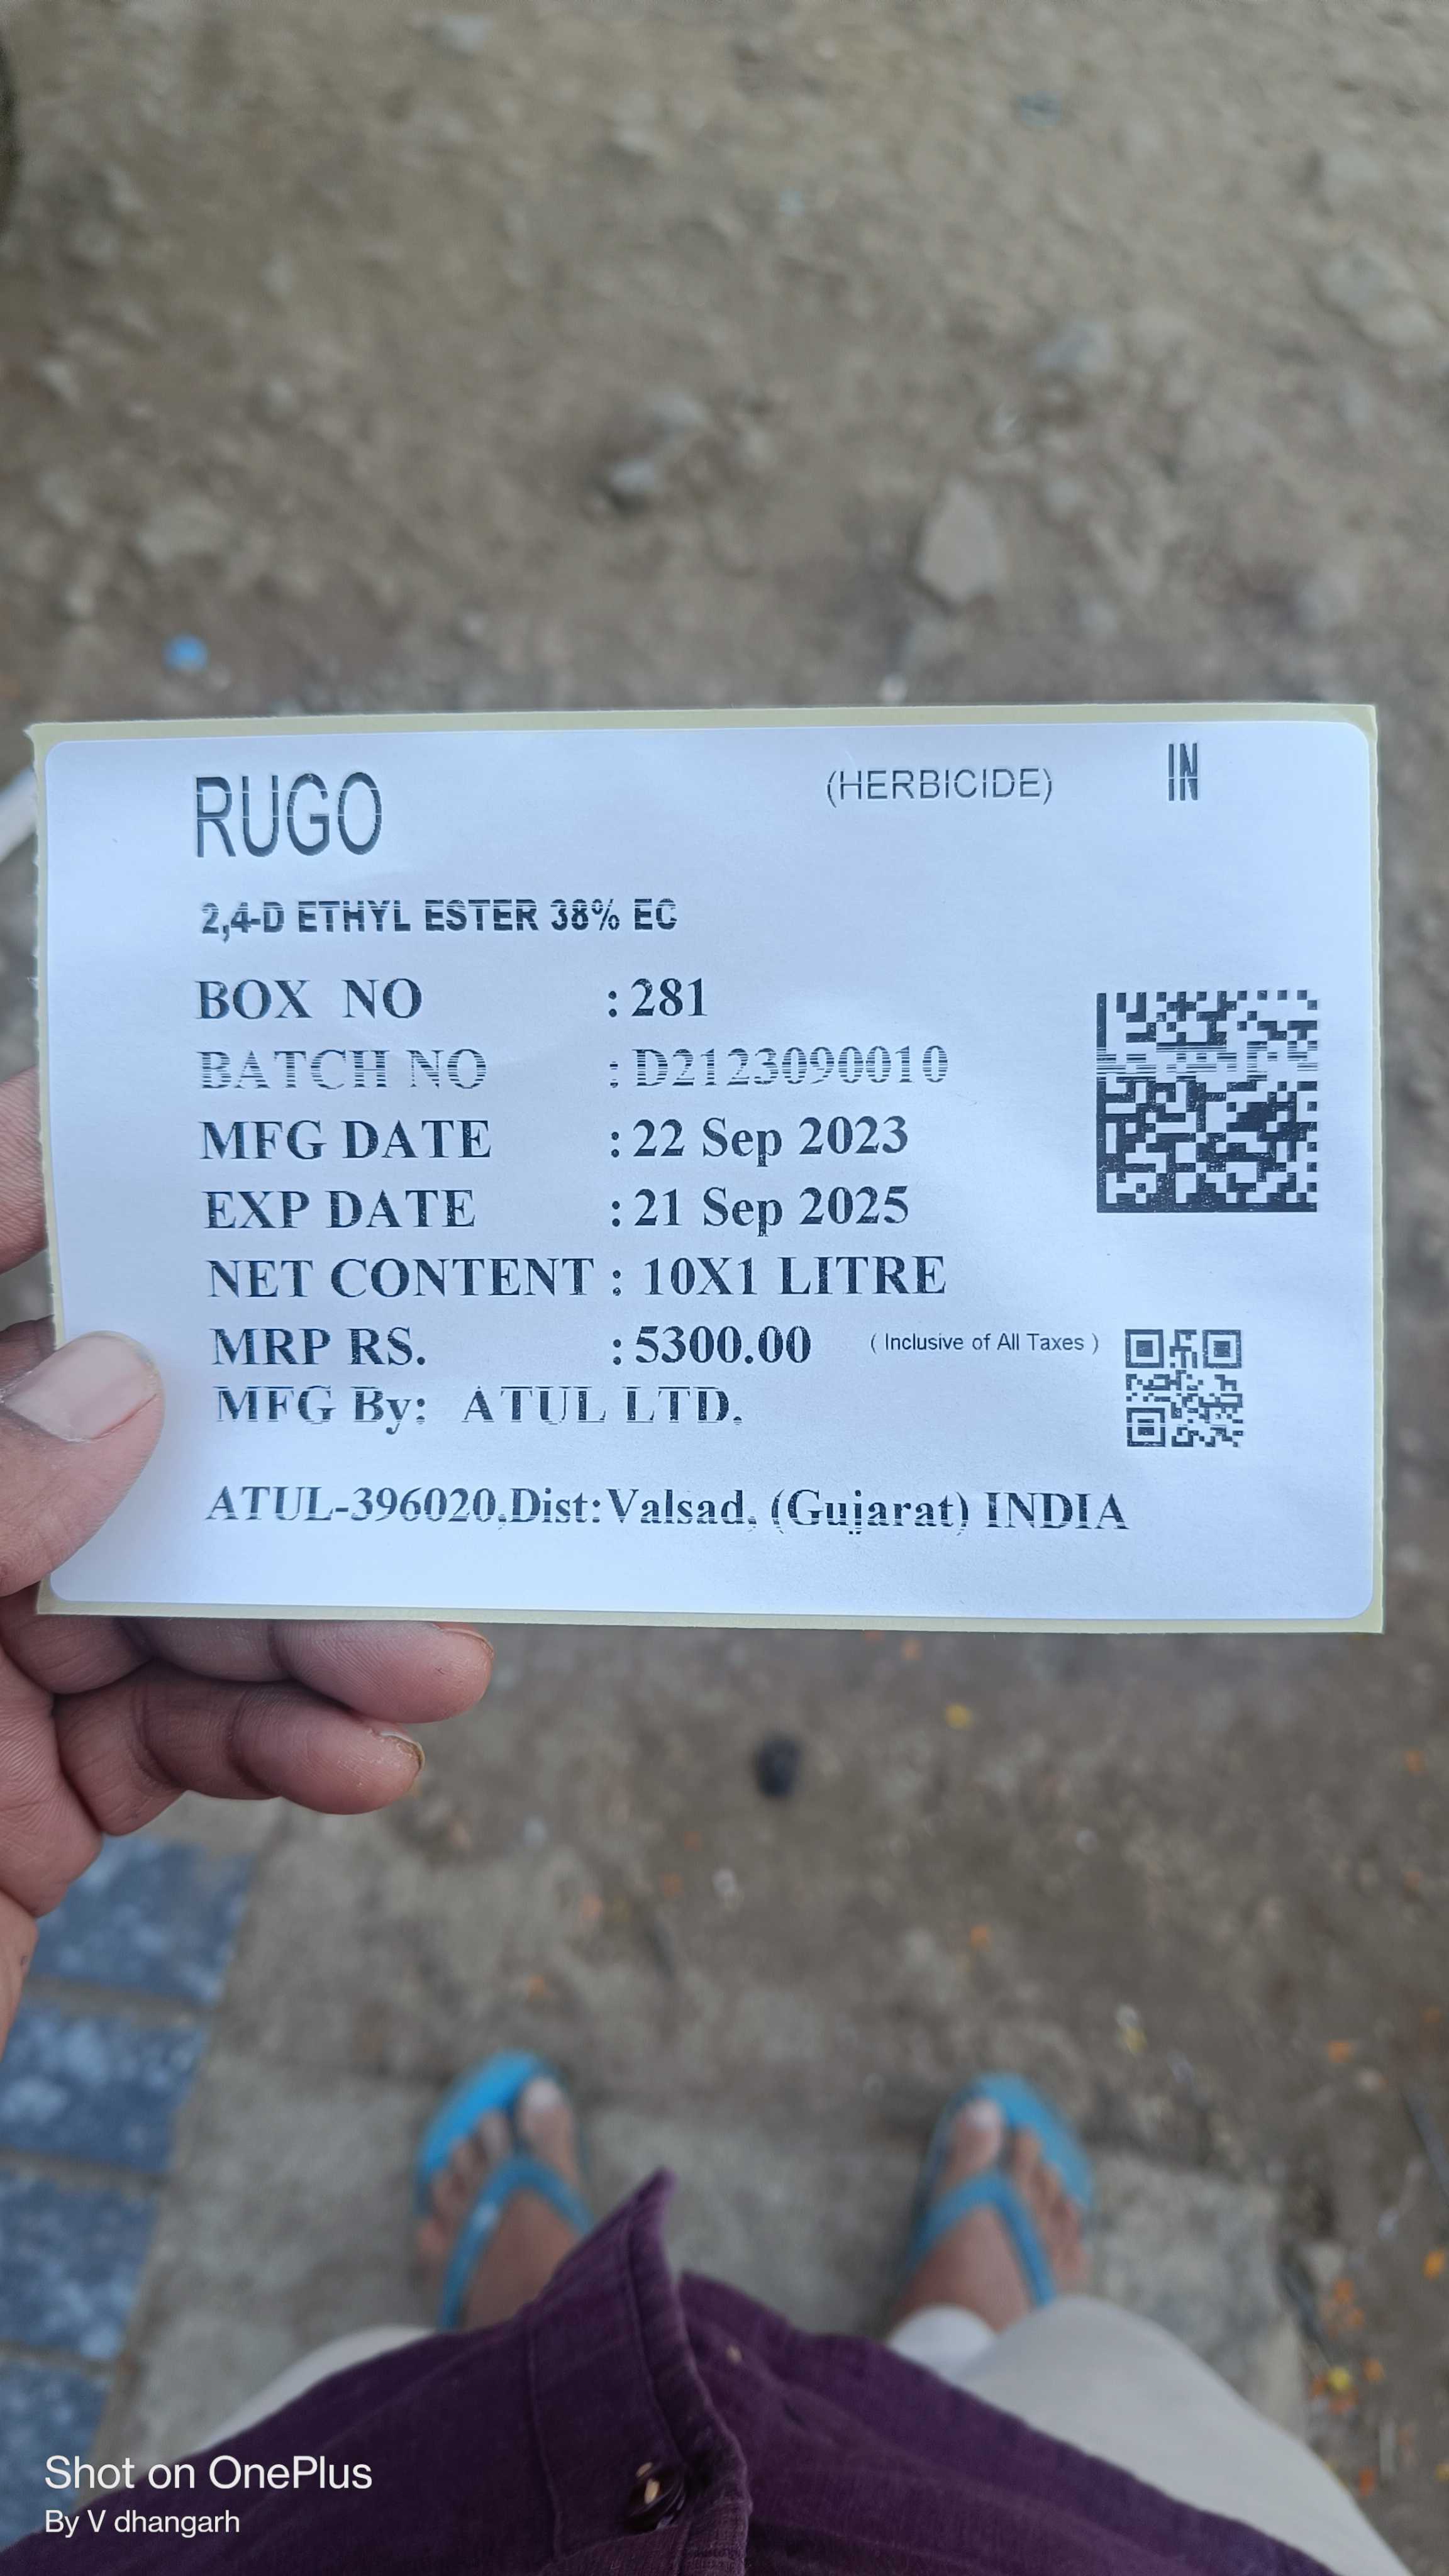 RUGO (HERBICIDE) IN
2,4-D ETHYL ESTER 38% EC
BOX NO : 281
BATCH NO : D2123090010
MFG DATE : 22 Sep 2023
EXP DATE : 21 Sep 2025
NET CONTENT : 10X1 LITRE
MRP RS. : 5300.00 ( Inclusive of All Taxes )
MFG By: ATUL LTD.
ATUL-396020,Dist:Valsad, (Gujarat) INDIA
Shot on OnePlus
By V dhangarh